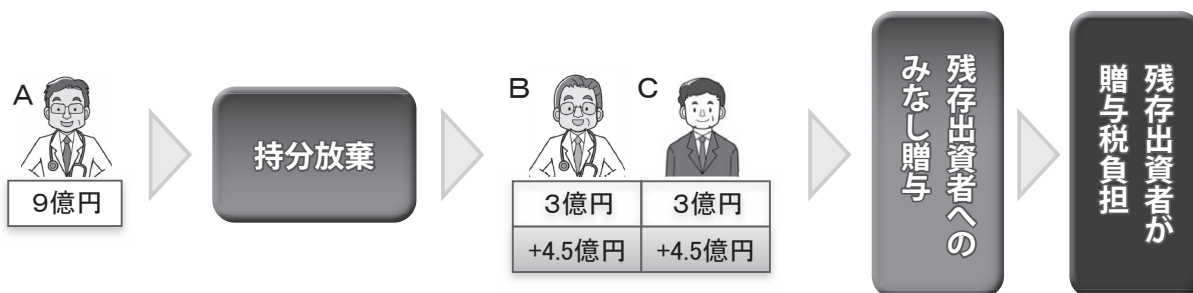 A
9億円
持分放棄
B
C
3億円
3億円
+4.5億円
+4.5億円
残存出資者への
みなし贈与
残存出資者が
贈与税負担